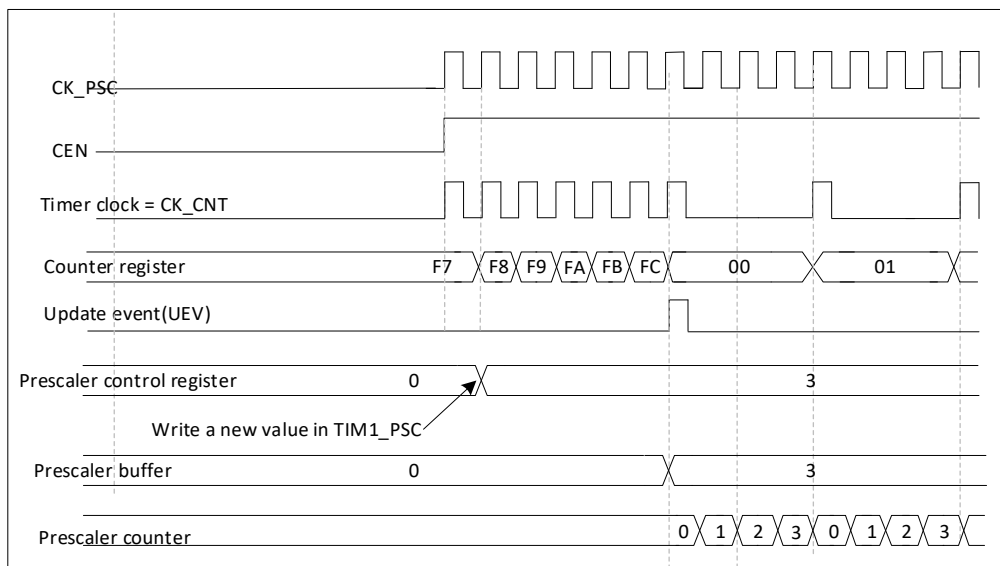 CK_PSC
CEN
Timer clock = CK_CNT
Counter register F7 F8 F9 FA FB FC 00 01
Update event(UEV)
Prescaler control register 0 3
Write a new value in TIM1_PSC
Prescaler buffer 0 3
Prescaler counter 0 1 2 3 0 1 2 3